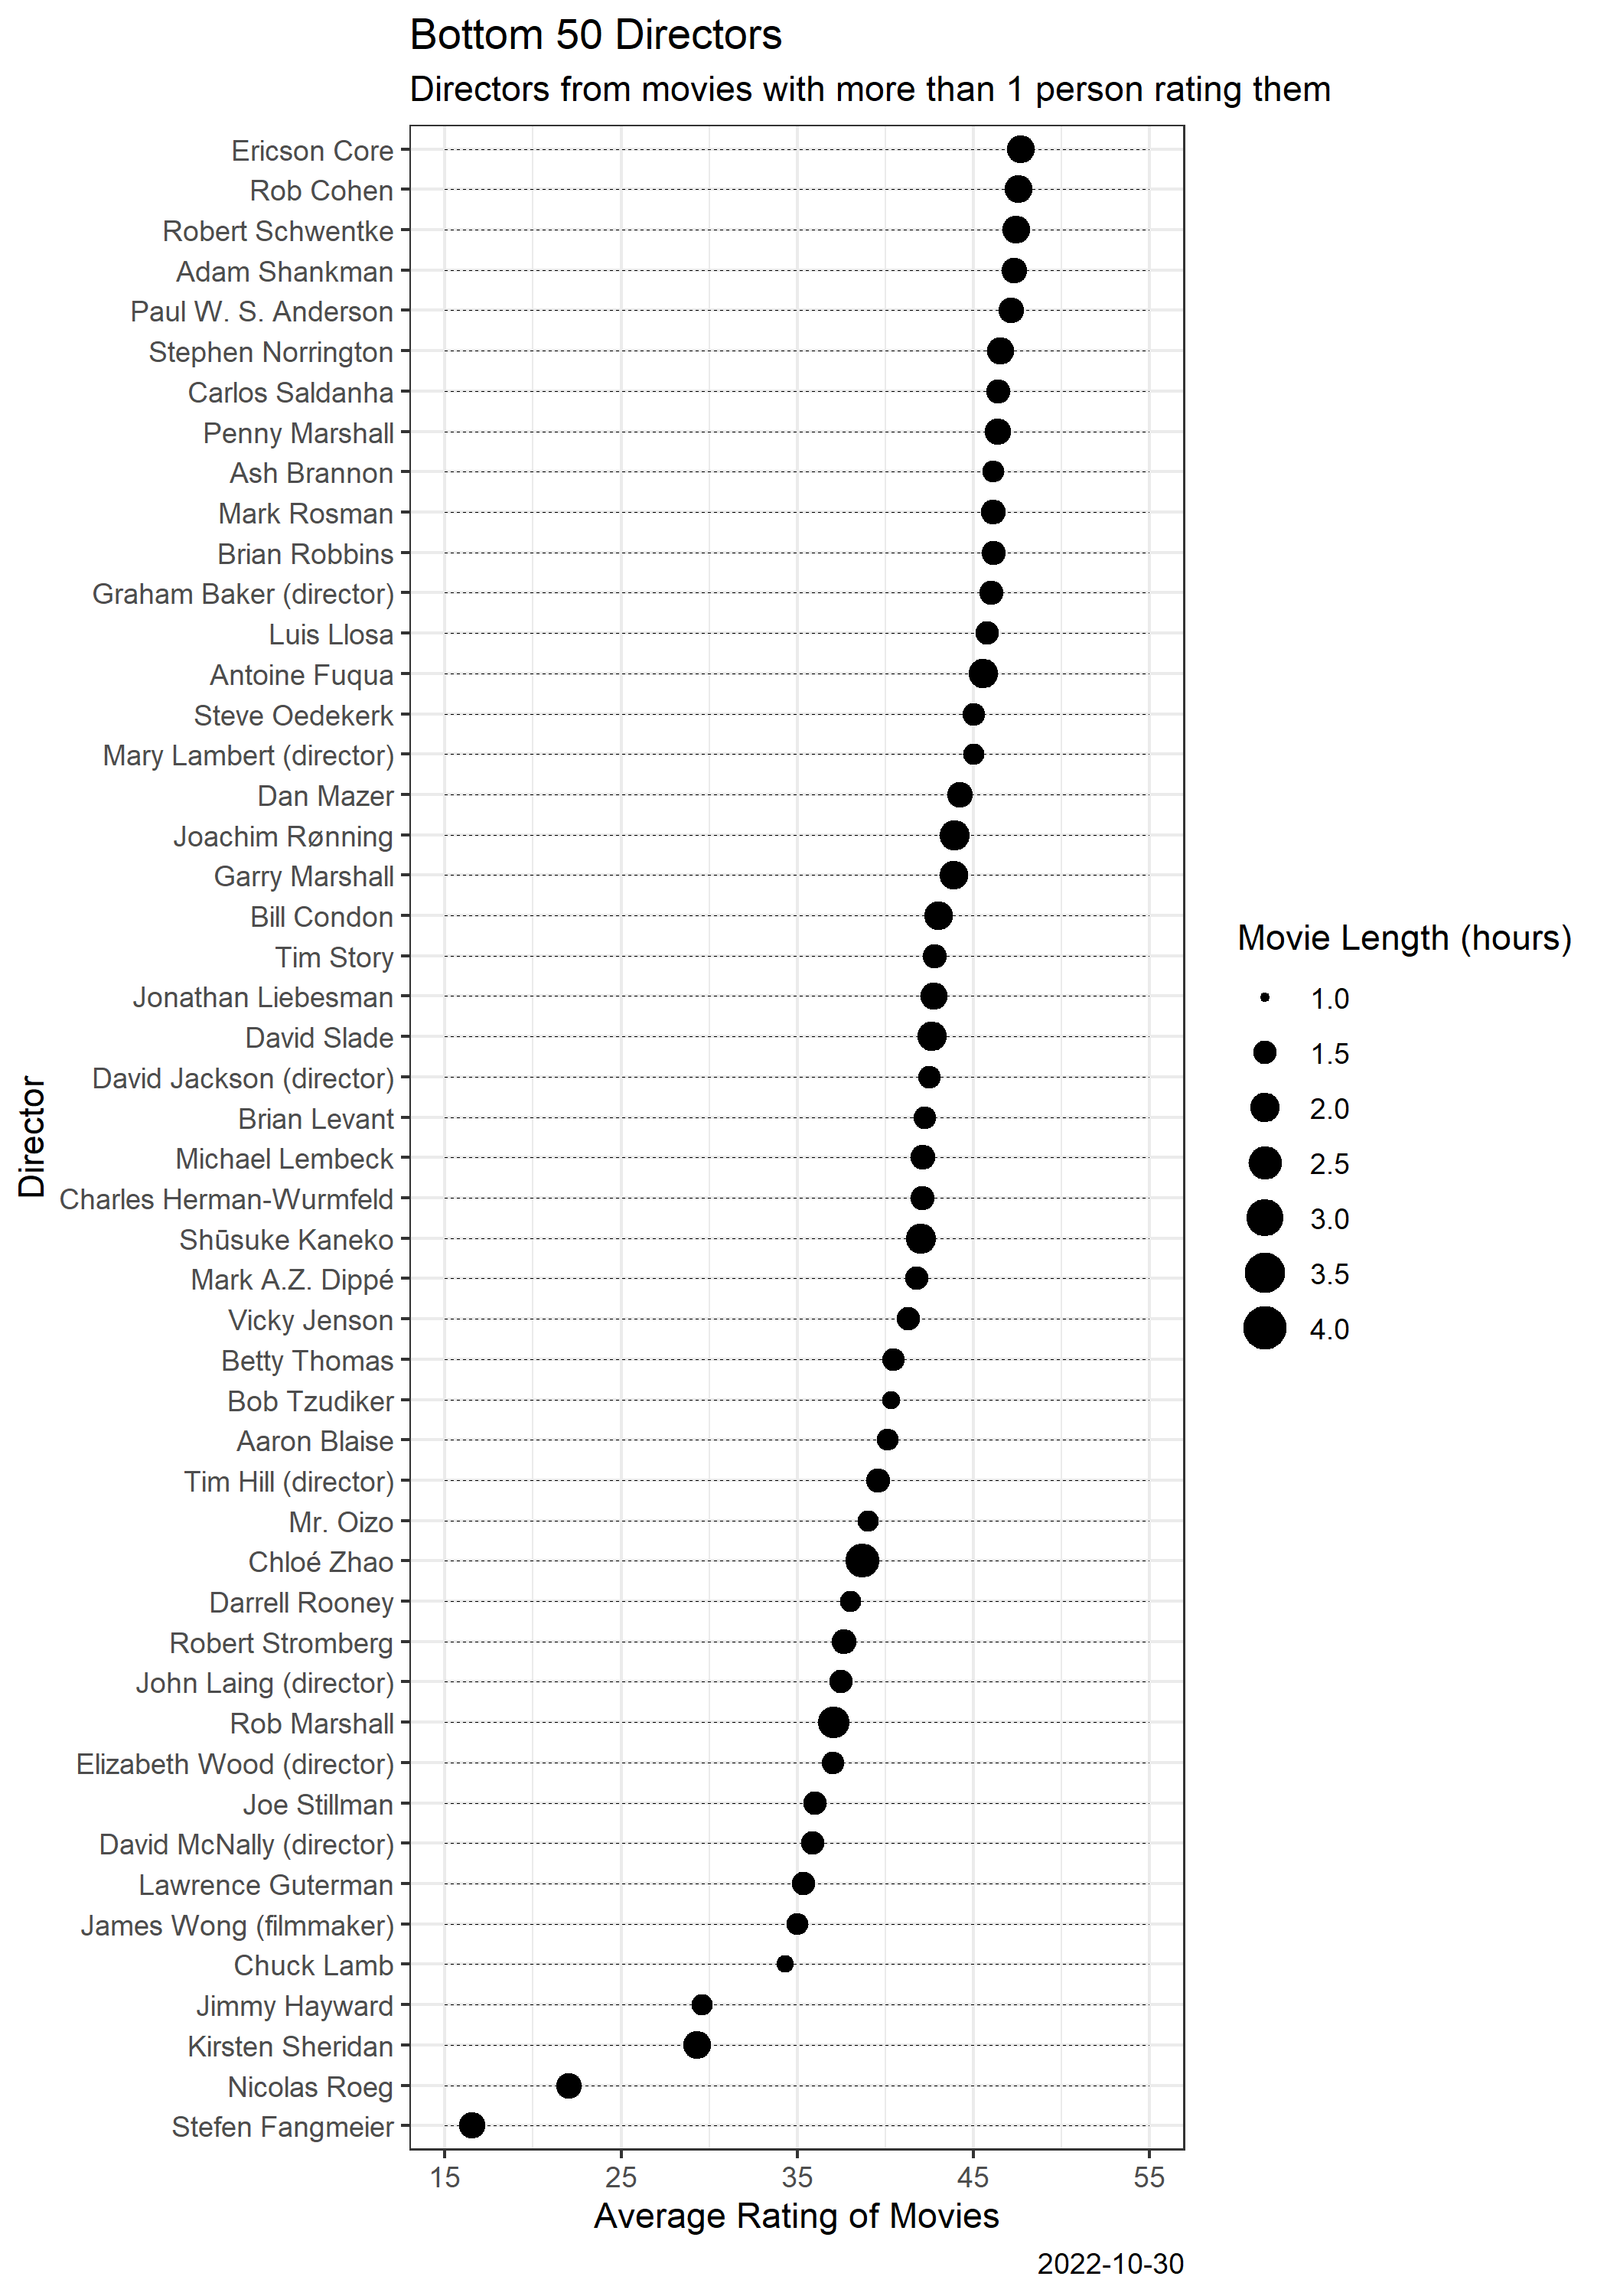 Bottom 50 Directors
Directors from movies with more than 1 person rating them
Ericson Core
Rob Cohen
Robert Schwentke
Adam Shankman
Paul W. S. Anderson
Stephen Norrington
Carlos Saldanha
Penny Marshall
Ash Brannon
Mark Rosman
Brian Robbins
Graham Baker (director)
Luis Llosa
Antoine Fuqua
Steve Oedekerk
Mary Lambert (director)
Dan Mazer
Joachim Rønning
Garry Marshall
Bill Condon
Tim Story
Jonathan Liebesman
David Slade
David Jackson (director)
Brian Levant
Michael Lembeck
Charles Herman-Wurmfeld
Shūsuke Kaneko
Mark A.Z. Dippé
Vicky Jenson
Betty Thomas
Bob Tzudiker
Aaron Blaise
Tim Hill (director)
Mr. Oizo
Chloé Zhao
Darrell Rooney
Robert Stromberg
John Laing (director)
Rob Marshall
Elizabeth Wood (director)
Joe Stillman
David McNally (director)
Lawrence Guterman
James Wong (filmmaker)
Chuck Lamb
Jimmy Hayward
Kirsten Sheridan
Nicolas Roeg
Stefen Fangmeier
Director
15 25 35 45 55
Average Rating of Movies
2022-10-30
Movie Length (hours)
1.0
1.5
2.0
2.5
3.0
3.5
4.0